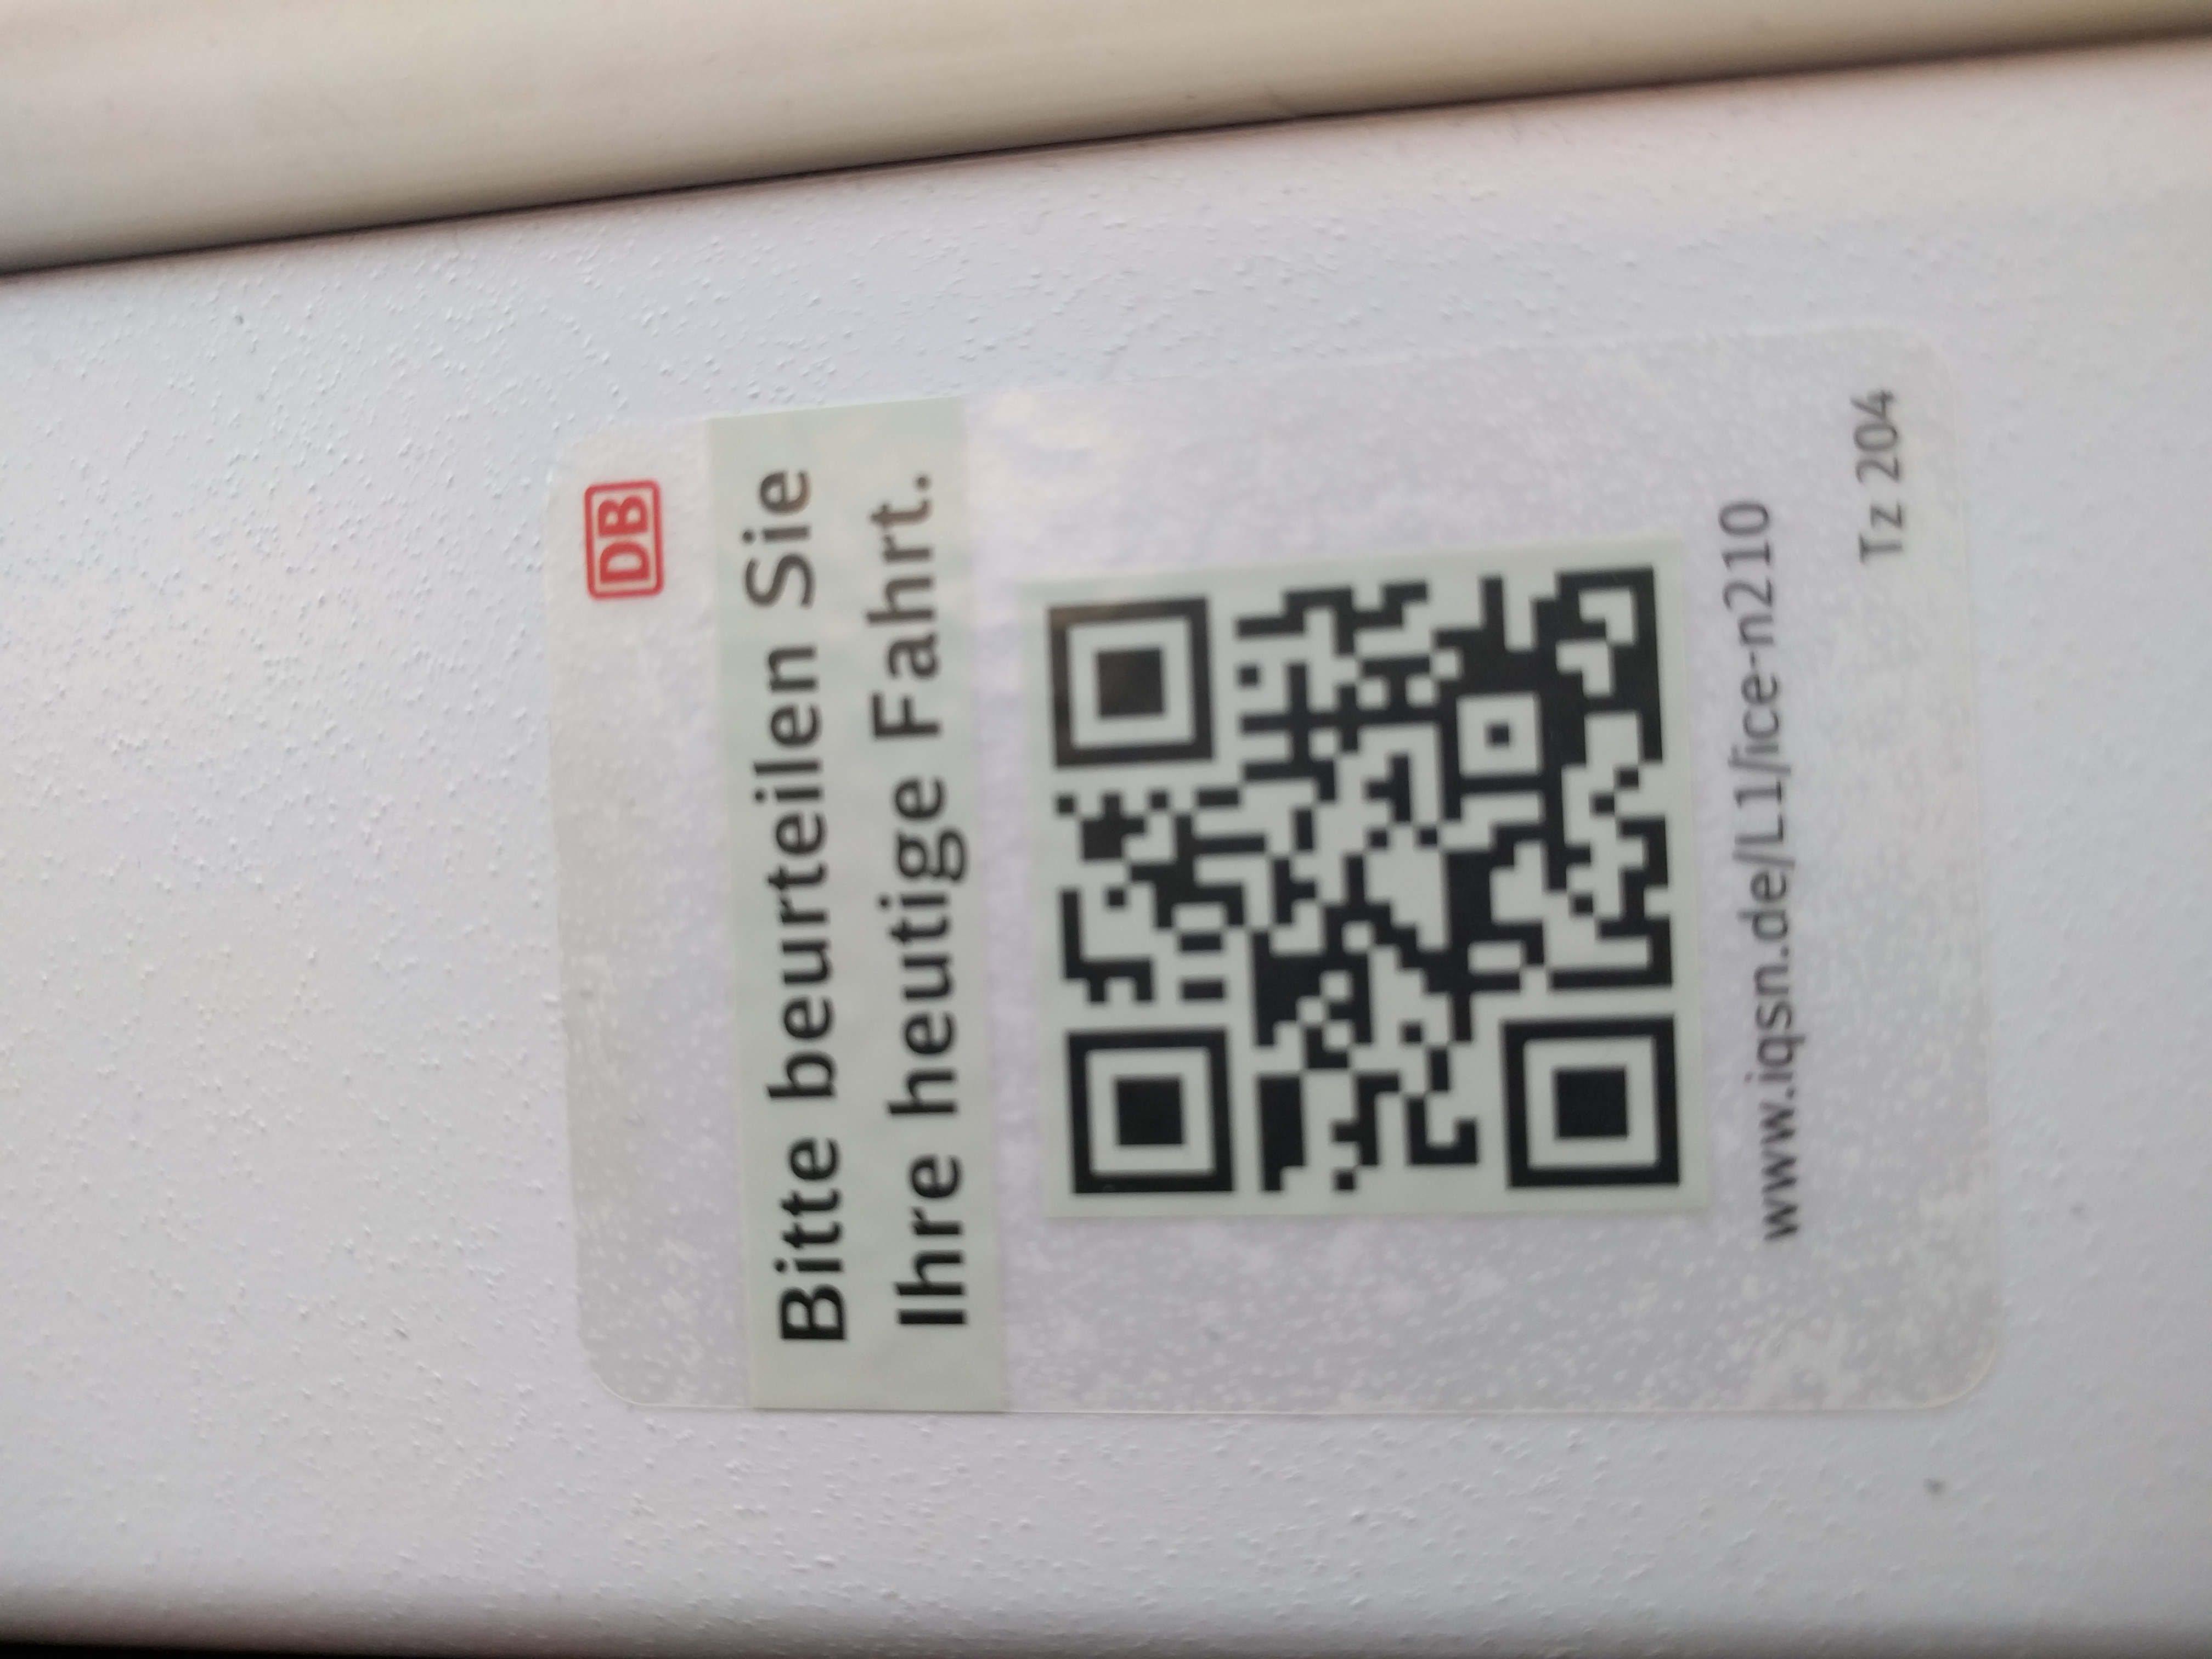 DB
Bitte beurteilen Sie
Ihre heutige Fahrt.
www.iqsn.de/L1/ice-n210
Tz 204